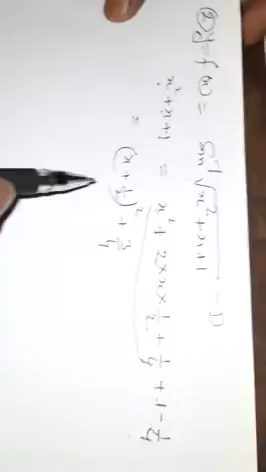 ② y = f(x) = sin⁻¹ √x²+x+1 — ①
x²+x+1 = x² + 2×x×1/2 + 1/4 + 1 - 1/4
= (x + 1/2)² + 3/4